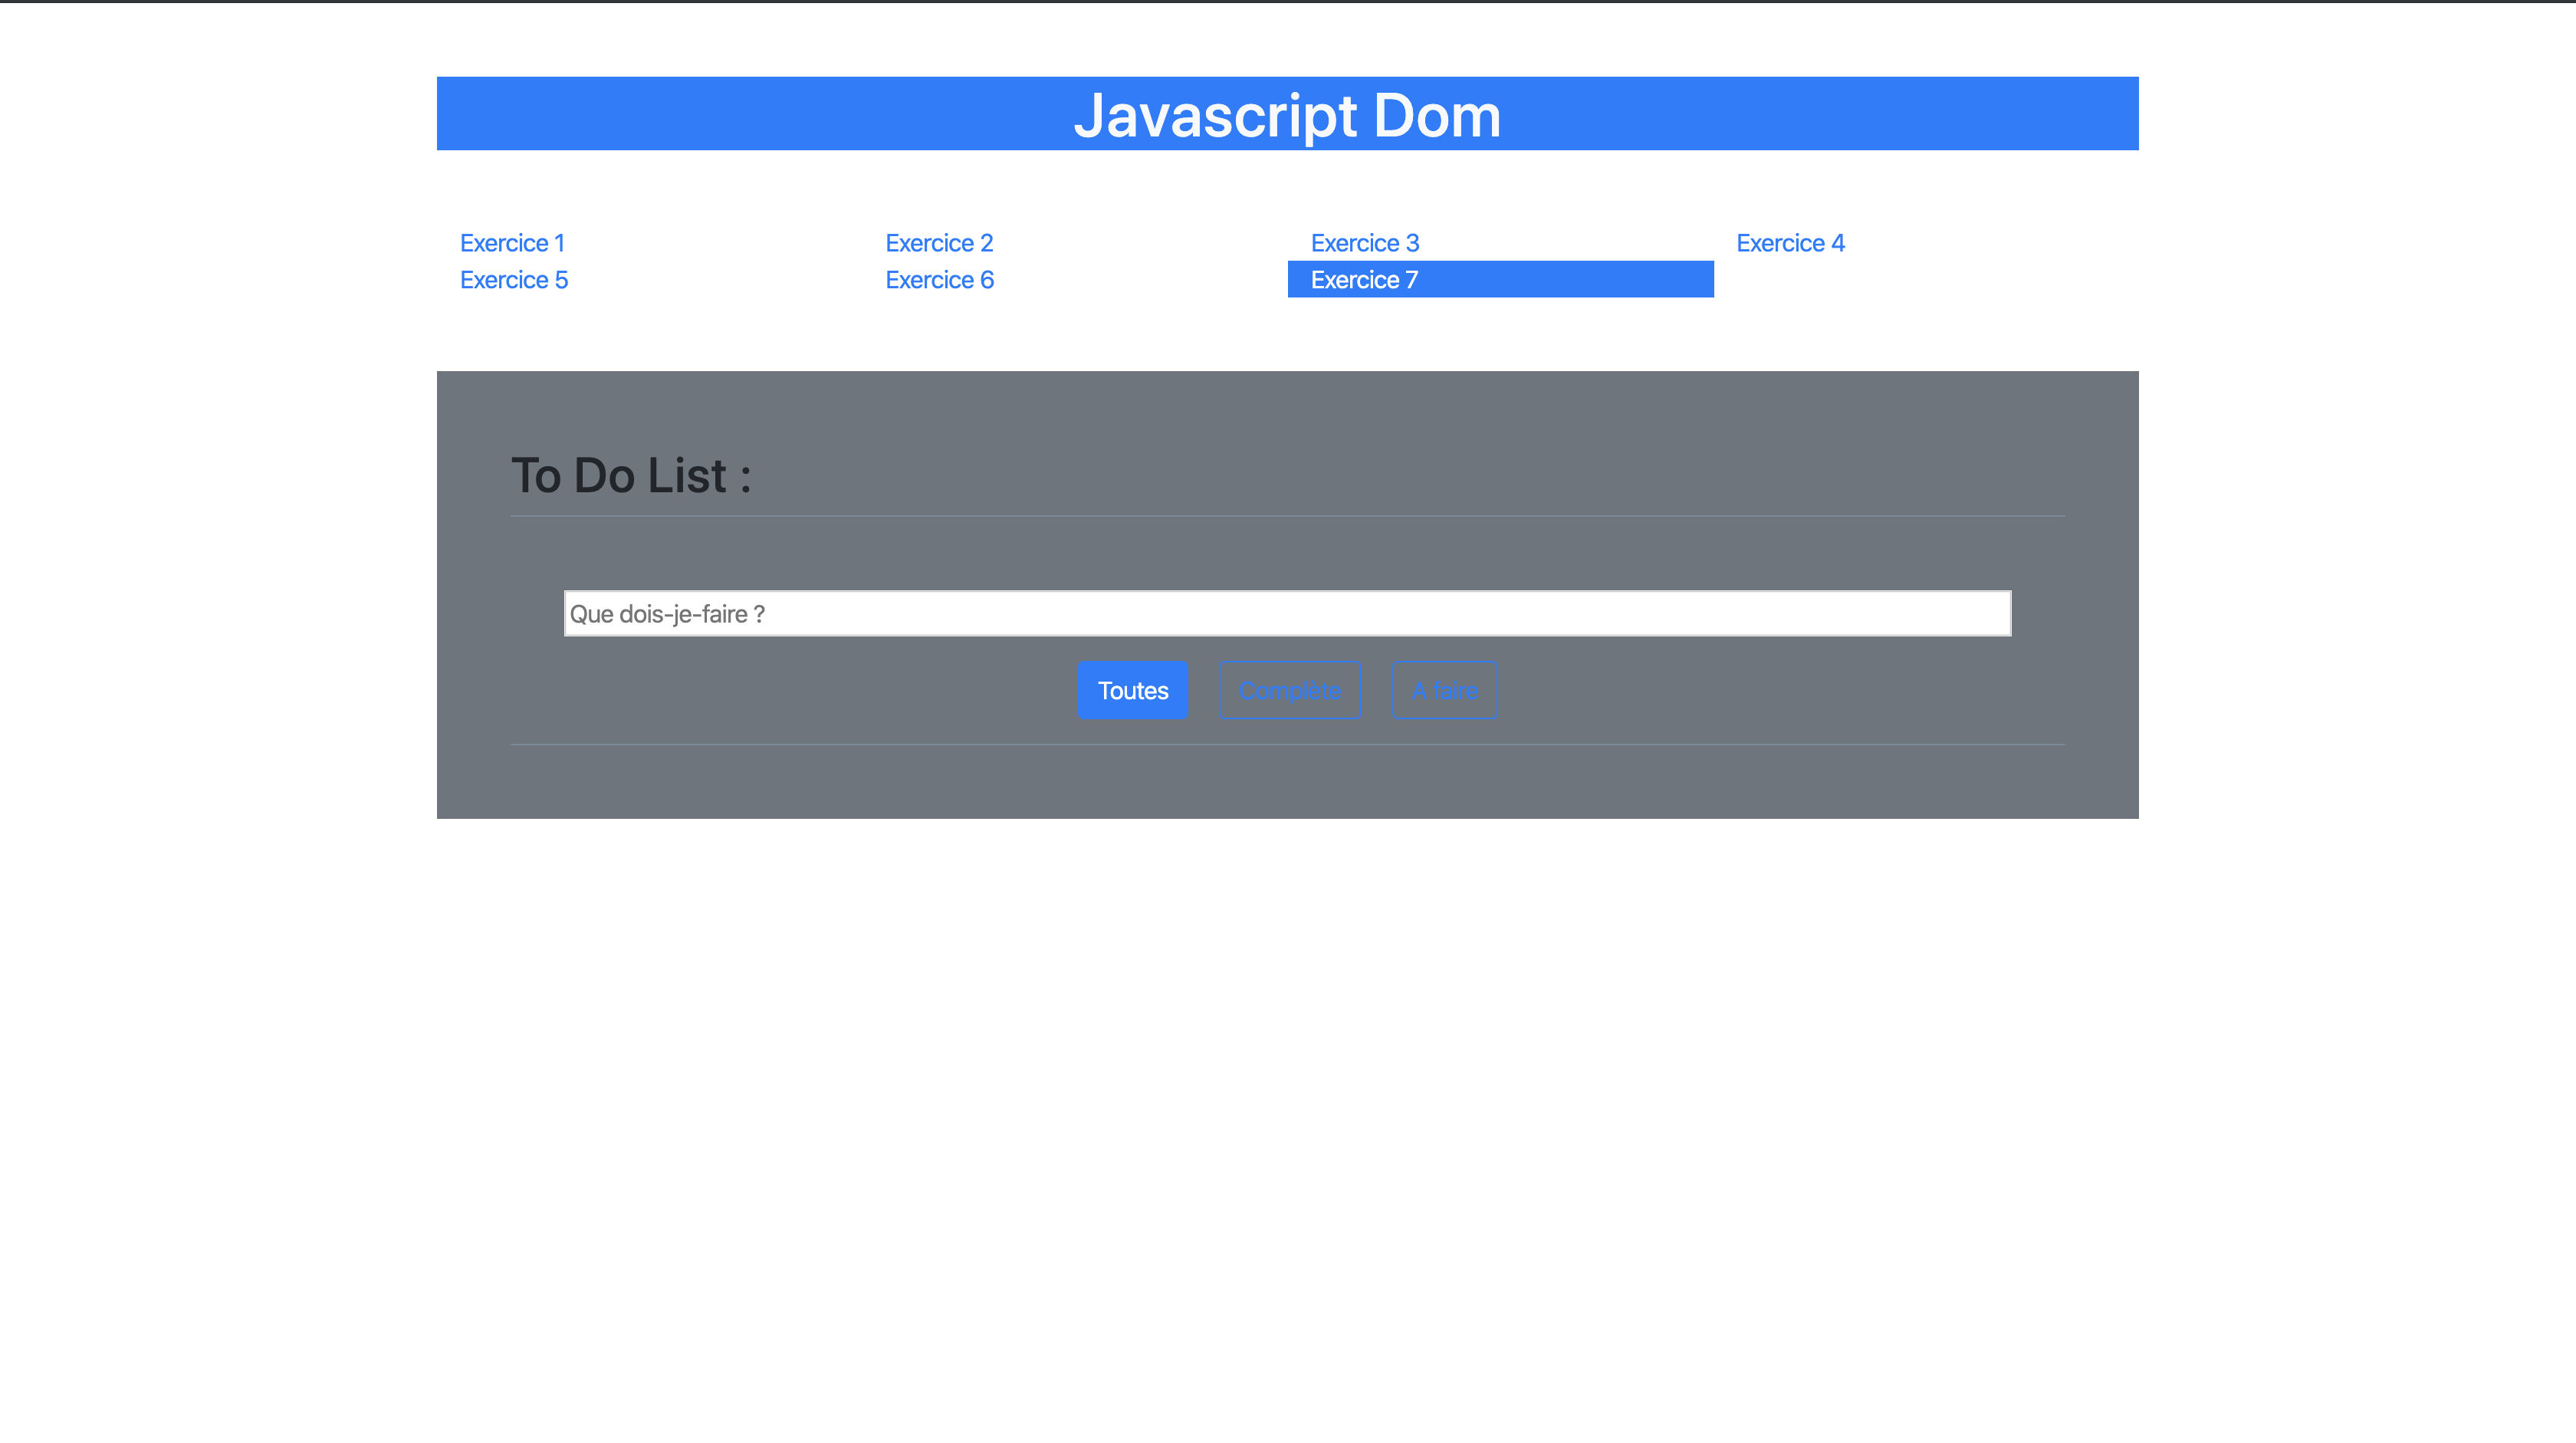 Javascript Dom
Exercice 1 Exercice 2 Exercice 3 Exercice 4
Exercice 5 Exercice 6 Exercice 7
To Do List :
Que dois-je-faire ?
Toutes Complète A faire